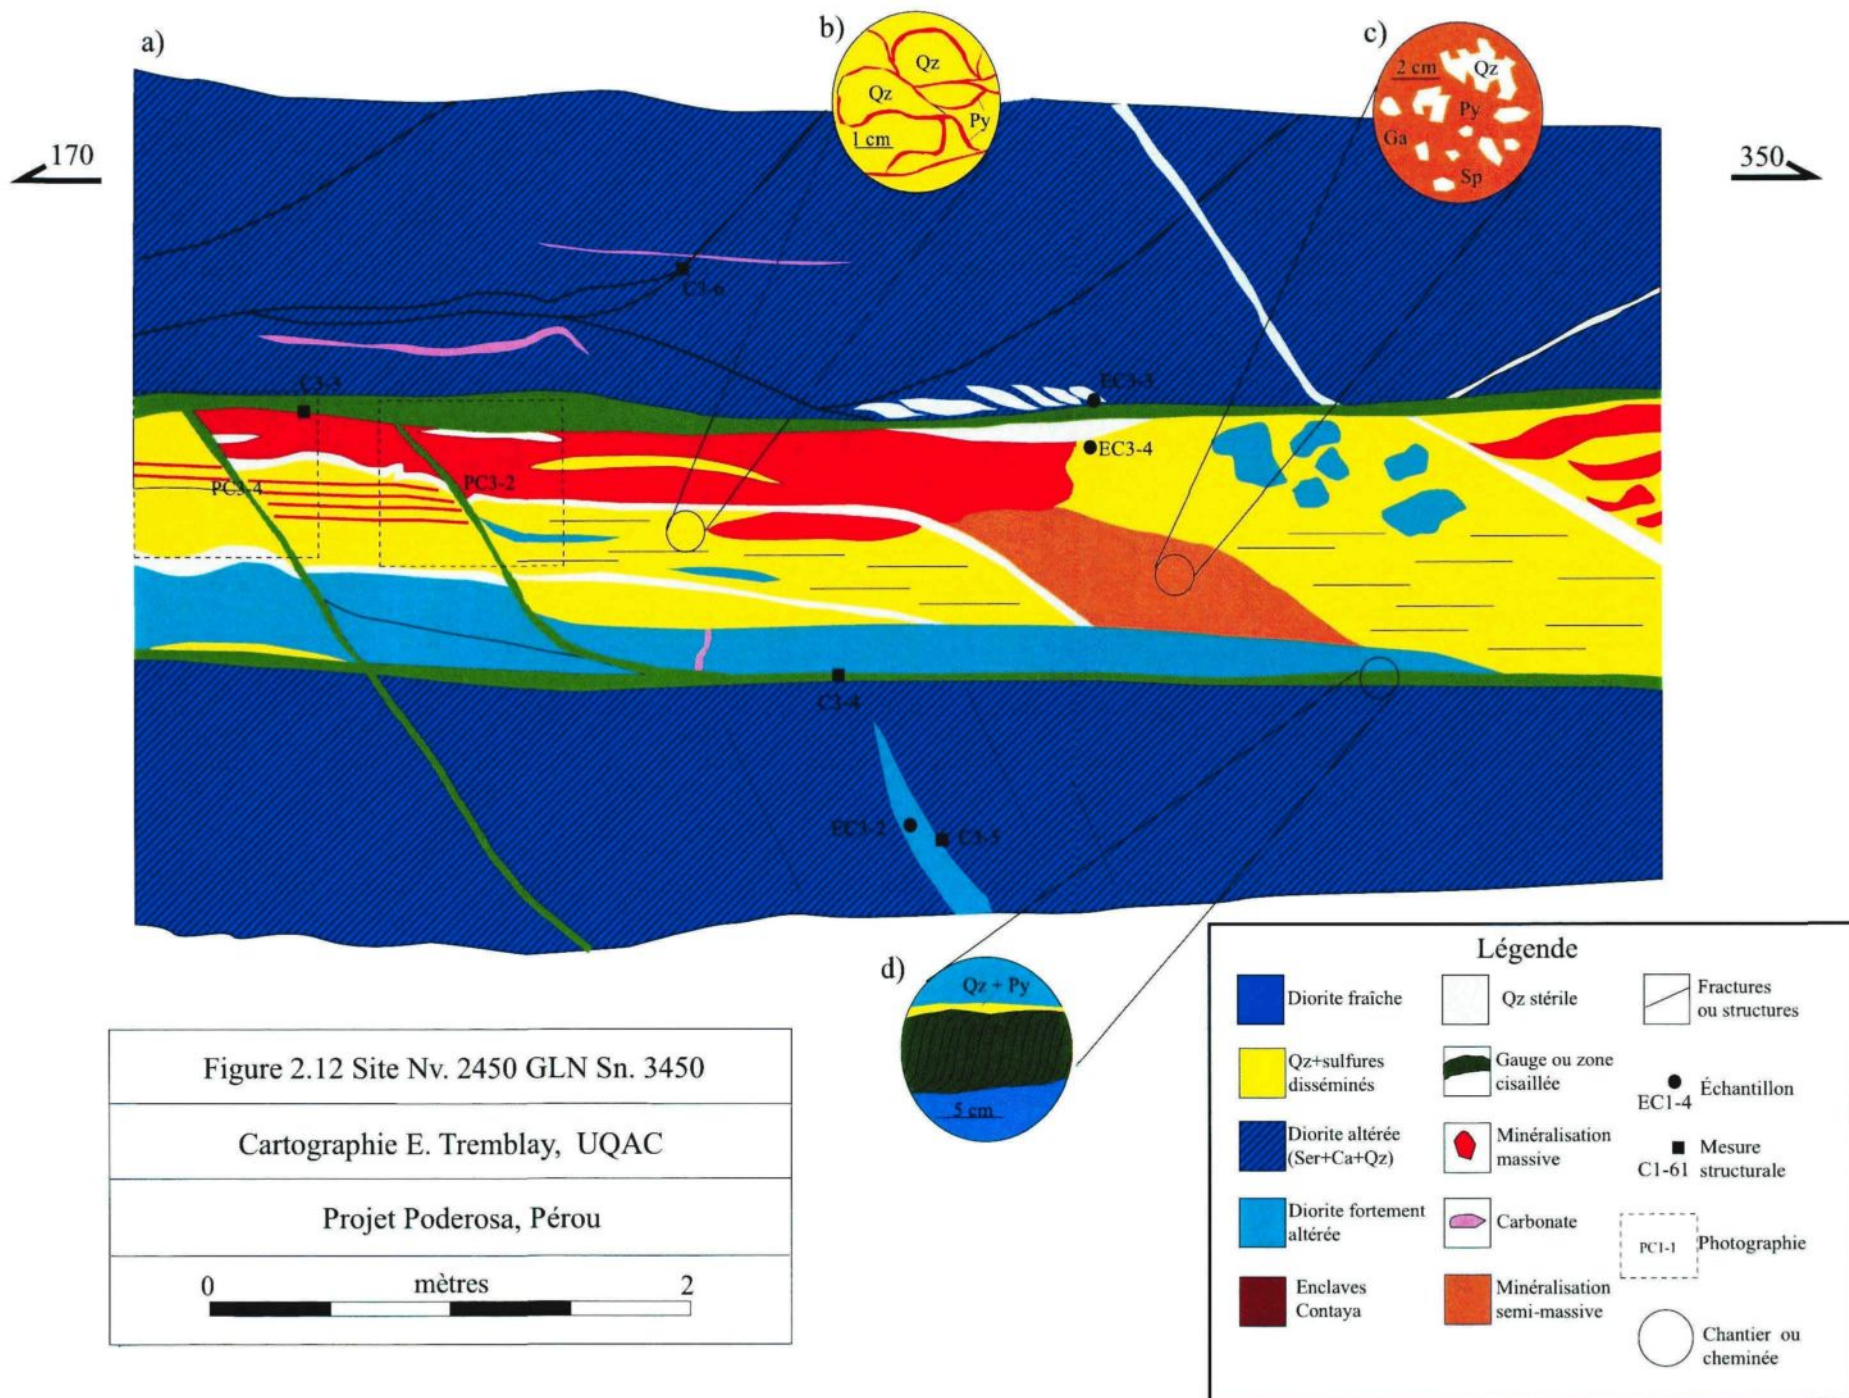 a)
b)
c)
170
350
Qz
Qz
Py
1 cm
2 cm
Qz
Py
Ga
Sp
C3-6
C3-3
EC3-3
EC3-4
PC3-4
PC3-2
C3-4
EC3-2
C3-5
d)
Qz + Py
5 cm
Figure 2.12 Site Nv. 2450 GLN Sn. 3450
Cartographie E. Tremblay, UQAC
Projet Poderosa, Pérou
0 mètres 2
Légende
Diorite fraîche
Qz+sulfures
disséminés
Diorite altérée
(Ser+Ca+Qz)
Diorite fortement
altérée
Enclaves
Contaya
Qz stérile
Gauge ou zone
cisaillée
Minéralisation
massive
Carbonate
Minéralisation
semi-massive
Fractures
ou structures
EC1-4 Échantillon
C1-61 Mesure
structurale
PC1-1 Photographie
Chantier ou
cheminée